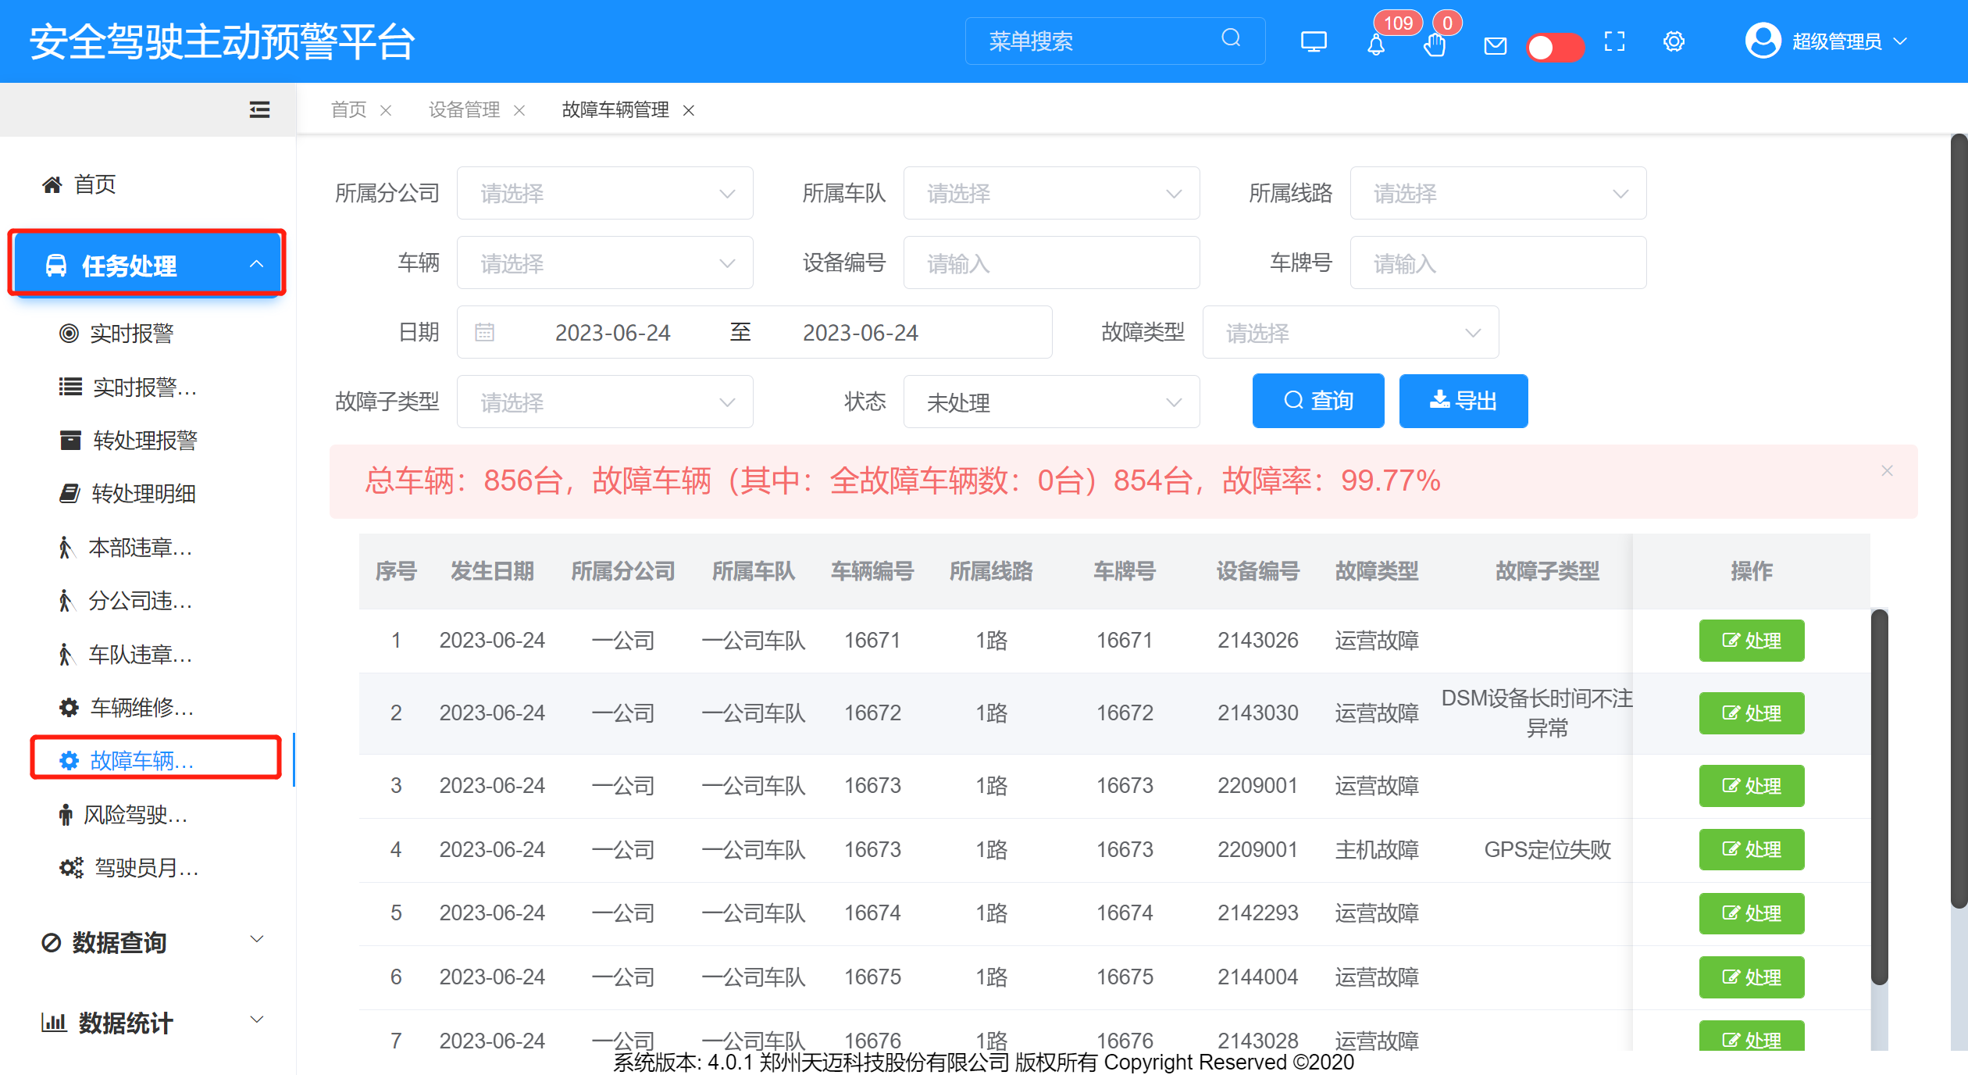 安全驾驶主动预警平台
菜单搜索
109
0
超级管理员
首页
设备管理
故障车辆管理
首页
任务处理
实时报警
实时报警...
转处理报警
转处理明细
本部违章...
分公司违...
车队违章...
车辆维修...
故障车辆...
风险驾驶...
驾驶员月...
数据查询
数据统计
所属分公司 请选择 所属车队 请选择 所属线路 请选择
车辆 请选择 设备编号 请输入 车牌号 请输入
日期 2023-06-24 至 2023-06-24 故障类型 请选择
故障子类型 请选择 状态 未处理 查询 导出
总车辆：856台，故障车辆（其中：全故障车辆数：0台）854台，故障率：99.77%
序号 发生日期 所属分公司 所属车队 车辆编号 所属线路 车牌号 设备编号 故障类型 故障子类型 操作
1 2023-06-24 一公司 一公司车队 16671 1路 16671 2143026 运营故障 处理
2 2023-06-24 一公司 一公司车队 16672 1路 16672 2143030 运营故障 DSM设备长时间不注 处理
异常
3 2023-06-24 一公司 一公司车队 16673 1路 16673 2209001 运营故障 处理
4 2023-06-24 一公司 一公司车队 16673 1路 16673 2209001 主机故障 GPS定位失败 处理
5 2023-06-24 一公司 一公司车队 16674 1路 16674 2142293 运营故障 处理
6 2023-06-24 一公司 一公司车队 16675 1路 16675 2144004 运营故障 处理
7 2023-06-24 一公司 一公司车队 16676 1路 16676 2143028 运营故障 处理
系统版本: 4.0.1 郑州天迈科技股份有限公司 版权所有 Copyright Reserved ©2020